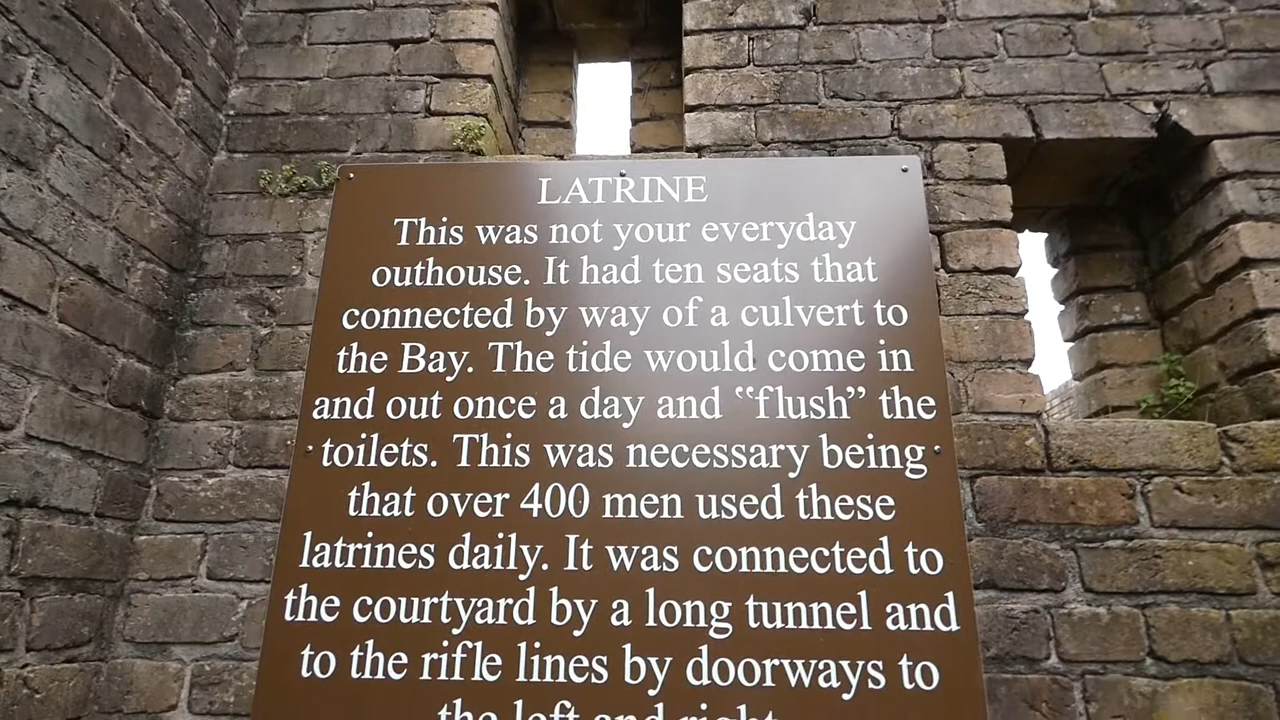 LATRINE
This was not your everyday
outhouse. It had ten seats that
connected by way of a culvert to
the Bay. The tide would come in
and out once a day and “flush” the
toilets. This was necessary being
that over 400 men used these
latrines daily. It was connected to
the courtyard by a long tunnel and
to the rifle lines by doorways to
the left and right.